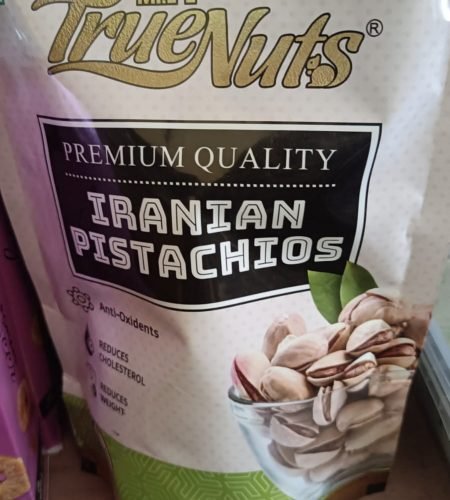 TrueNuts®
PREMIUM QUALITY
IRANIAN
PISTACHIOS
Anti-Oxidents
REDUCES
CHOLESTEROL
REDUCES
WEIGHT